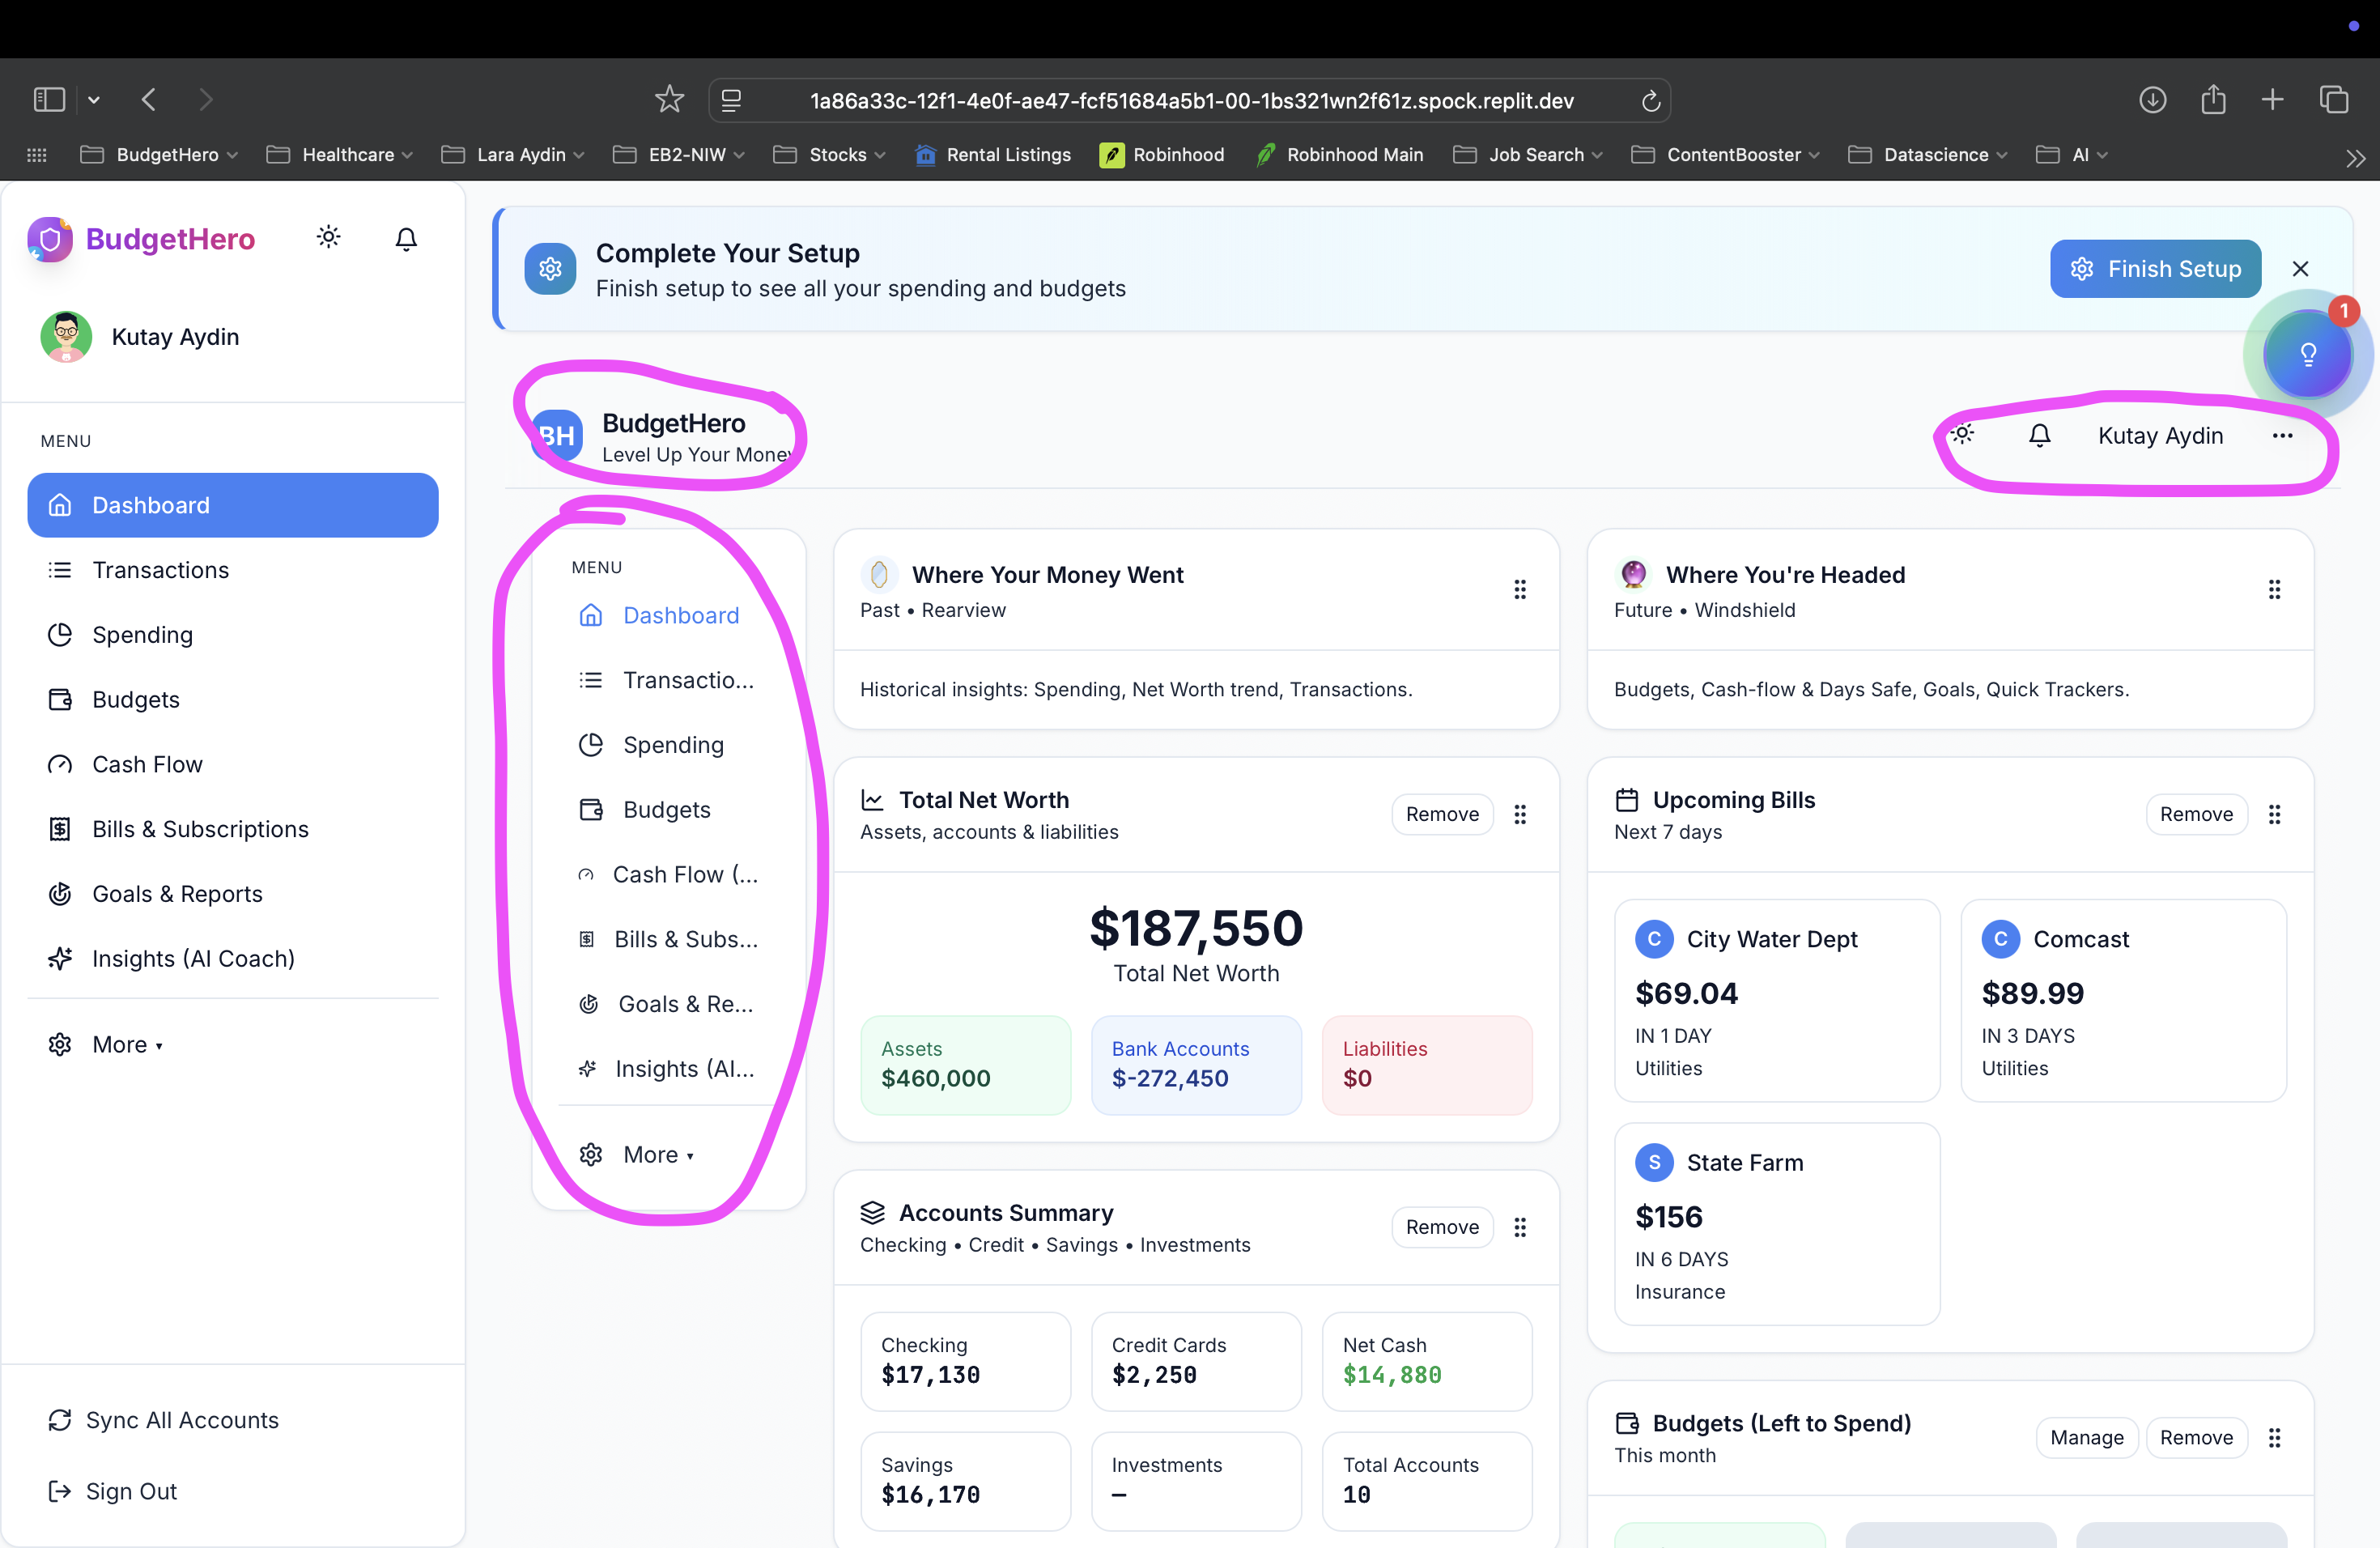 1a86a33c-12f1-4e0f-ae47-fcf51684a5b1-00-1bs321wn2f61z.spock.replit.dev
BudgetHero Healthcare Lara Aydin EB2-NIW Stocks Rental Listings Robinhood Robinhood Main Job Search ContentBooster Datascience AI
BudgetHero
Kutay Aydin
MENU
Dashboard
Transactions
Spending
Budgets
Cash Flow
Bills & Subscriptions
Goals & Reports
Insights (AI Coach)
More
Sync All Accounts
Sign Out
Complete Your Setup
Finish setup to see all your spending and budgets
Finish Setup
1
BH
BudgetHero
Level Up Your Money
Kutay Aydin
MENU
Dashboard
Transactio...
Spending
Budgets
Cash Flow (...
Bills & Subs...
Goals & Re...
Insights (AI...
More
Where Your Money Went
Past • Rearview
Historical insights: Spending, Net Worth trend, Transactions.
Total Net Worth
Assets, accounts & liabilities
Remove
$187,550
Total Net Worth
Assets
$460,000
Bank Accounts
$-272,450
Liabilities
$0
Accounts Summary
Checking • Credit • Savings • Investments
Remove
Checking
$17,130
Credit Cards
$2,250
Net Cash
$14,880
Savings
$16,170
Investments
—
Total Accounts
10
Where You're Headed
Future • Windshield
Budgets, Cash-flow & Days Safe, Goals, Quick Trackers.
Upcoming Bills
Next 7 days
Remove
C City Water Dept
$69.04
IN 1 DAY
Utilities
C Comcast
$89.99
IN 3 DAYS
Utilities
S State Farm
$156
IN 6 DAYS
Insurance
Budgets (Left to Spend)
This month
Manage
Remove